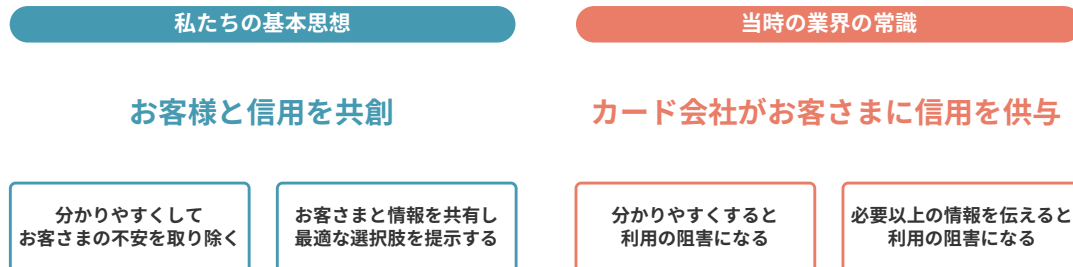 私たちの基本思想
お客様と信用を共創
分かりやすくして
お客さまの不安を取り除く
お客さまと情報を共有し
最適な選択肢を提示する
当時の業界の常識
カード会社がお客さまに信用を供与
分かりやすくすると
利用の阻害になる
必要以上の情報を伝えると
利用の阻害になる